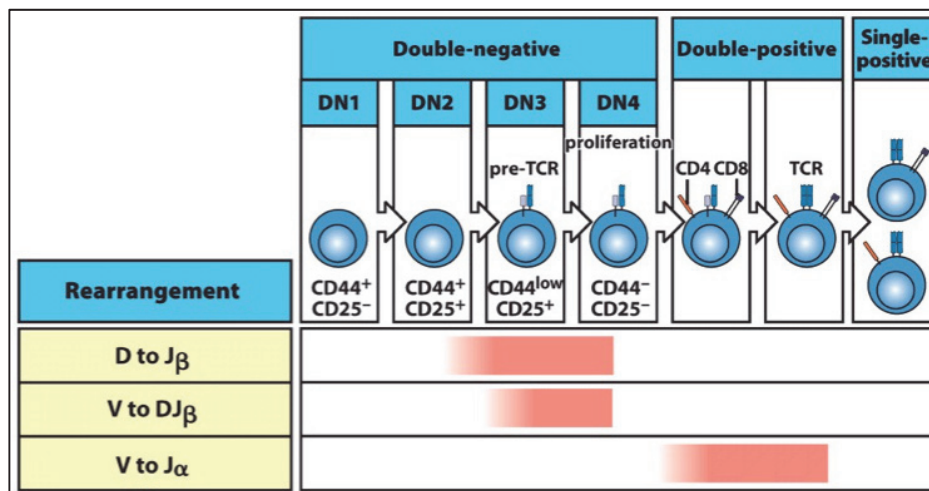 Double-negative
Double-positive
Single-
positive
DN1
DN2
DN3
DN4
proliferation
pre-TCR
CD4
CD8
TCR
CD44+
CD25−
CD44+
CD25+
CD44low
CD25+
CD44−
CD25−
Rearrangement
D to Jβ
V to DJβ
V to Jα